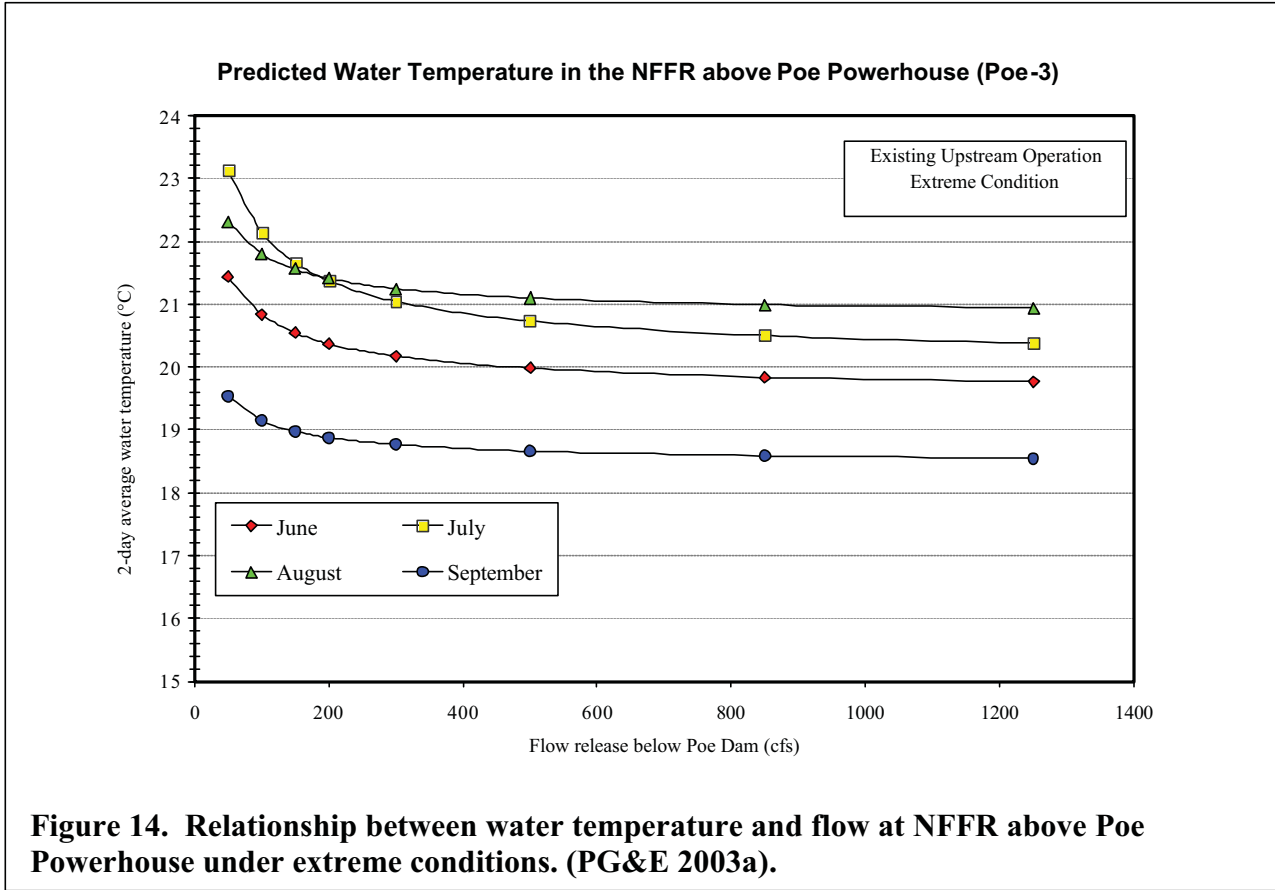 Predicted Water Temperature in the NFFR above Poe Powerhouse (Poe-3)
24
23
22
21
20
19
18
17
16
15
2-day average water temperature (°C)
Existing Upstream Operation
Extreme Condition
June
July
August
September
0
200
400
600
800
1000
1200
1400
Flow release below Poe Dam (cfs)
Figure 14. Relationship between water temperature and flow at NFFR above Poe
Powerhouse under extreme conditions. (PG&E 2003a).